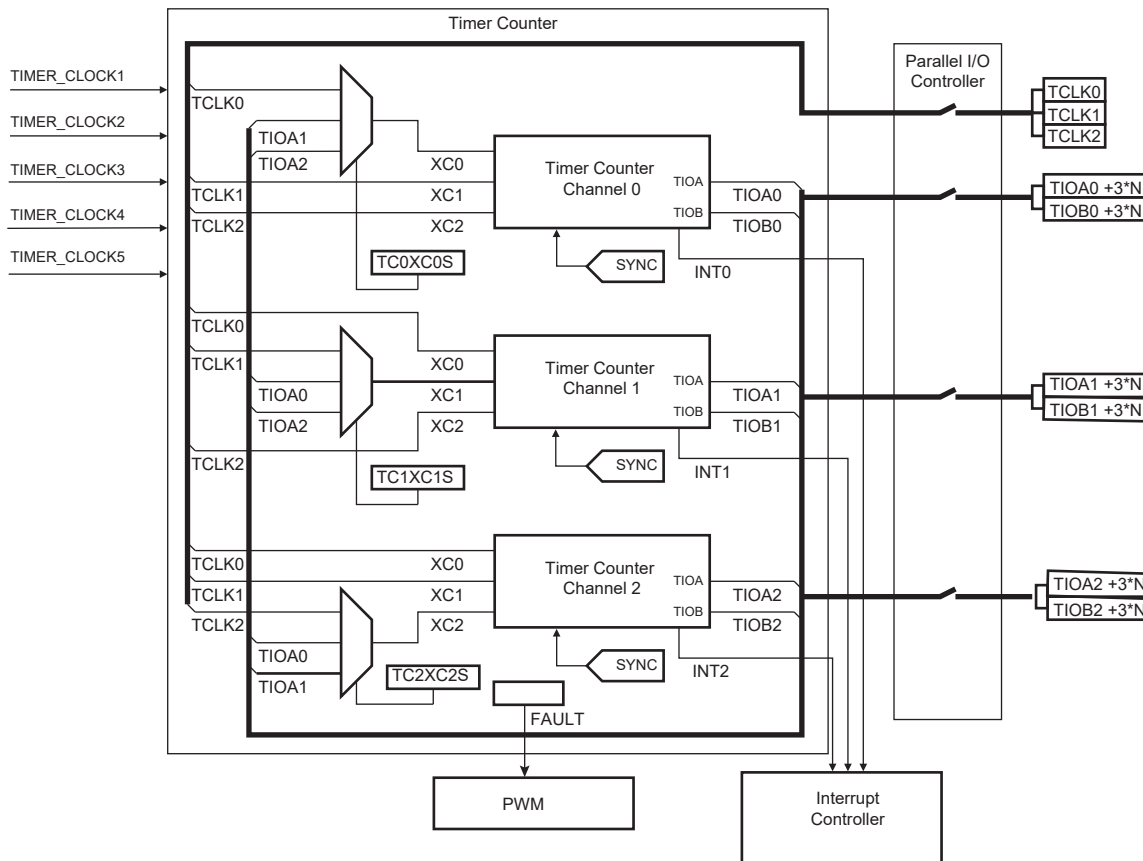 Timer Counter
Parallel I/O
Controller
TIMER_CLOCK1
TIMER_CLOCK2
TIMER_CLOCK3
TIMER_CLOCK4
TIMER_CLOCK5
TCLK0
TIOA1
TIOA2
TCLK1
TCLK2
XC0
XC1
XC2
Timer Counter
Channel 0
TIOA
TIOB
TIOA0
TIOB0
TC0XC0S
SYNC
INT0
TCLK0
TCLK1
TCLK2
TIOA0 +3*N
TIOB0 +3*N
TCLK0
TCLK1
TIOA0
TIOA2
TCLK2
XC0
XC1
XC2
Timer Counter
Channel 1
TIOA
TIOB
TIOA1
TIOB1
TC1XC1S
SYNC
INT1
TIOA1 +3*N
TIOB1 +3*N
TCLK0
TCLK1
TCLK2
TIOA0
TIOA1
XC0
XC1
XC2
Timer Counter
Channel 2
TIOA
TIOB
TIOA2
TIOB2
TC2XC2S
SYNC
INT2
TIOA2 +3*N
TIOB2 +3*N
FAULT
PWM
Interrupt
Controller